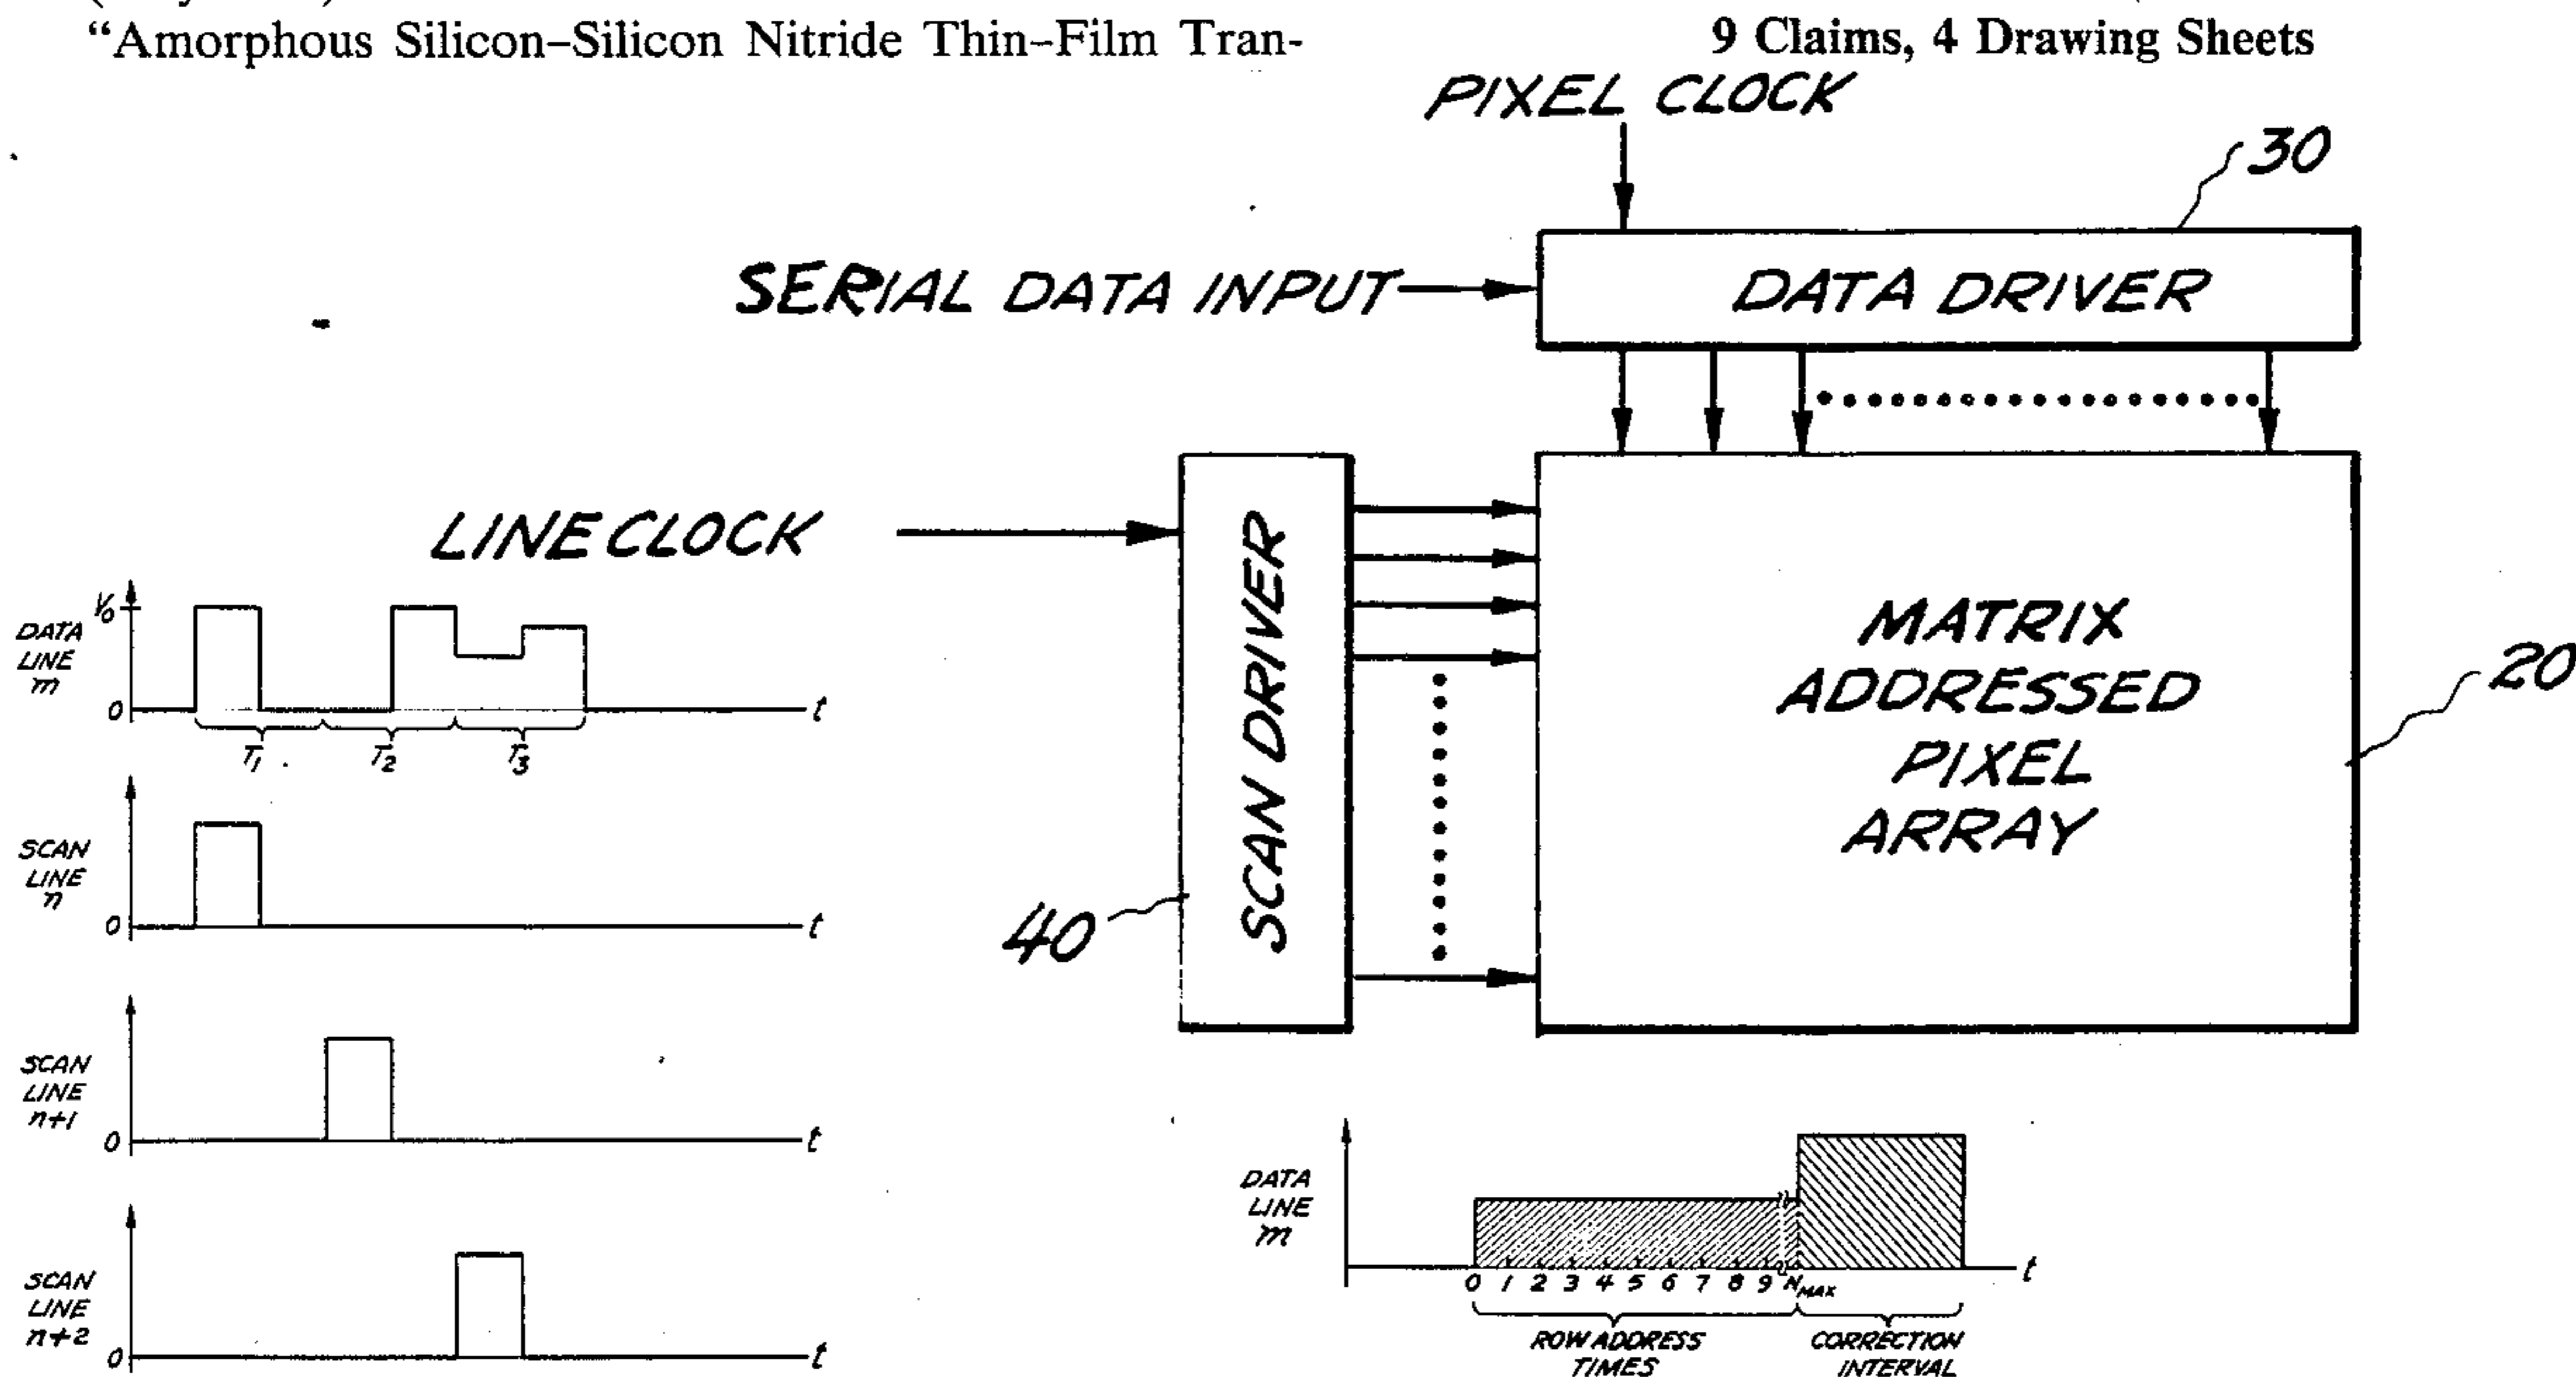 “Amorphous Silicon–Silicon Nitride Thin–Film Tran-
9 Claims, 4 Drawing Sheets
PIXEL CLOCK
30
SERIAL DATA INPUT
DATA DRIVER
LINE CLOCK
SCAN DRIVER
40
MATRIX
ADDRESSED
PIXEL
ARRAY
20
V0
DATA
LINE
m
0
t
T1
T2
T3
SCAN
LINE
n
0
t
SCAN
LINE
n+1
0
t
SCAN
LINE
n+2
0
t
DATA
LINE
m
t
0 1 2 3 4 5 6 7 8 9 NMAX
ROW ADDRESS
TIMES
CORRECTION
INTERVAL